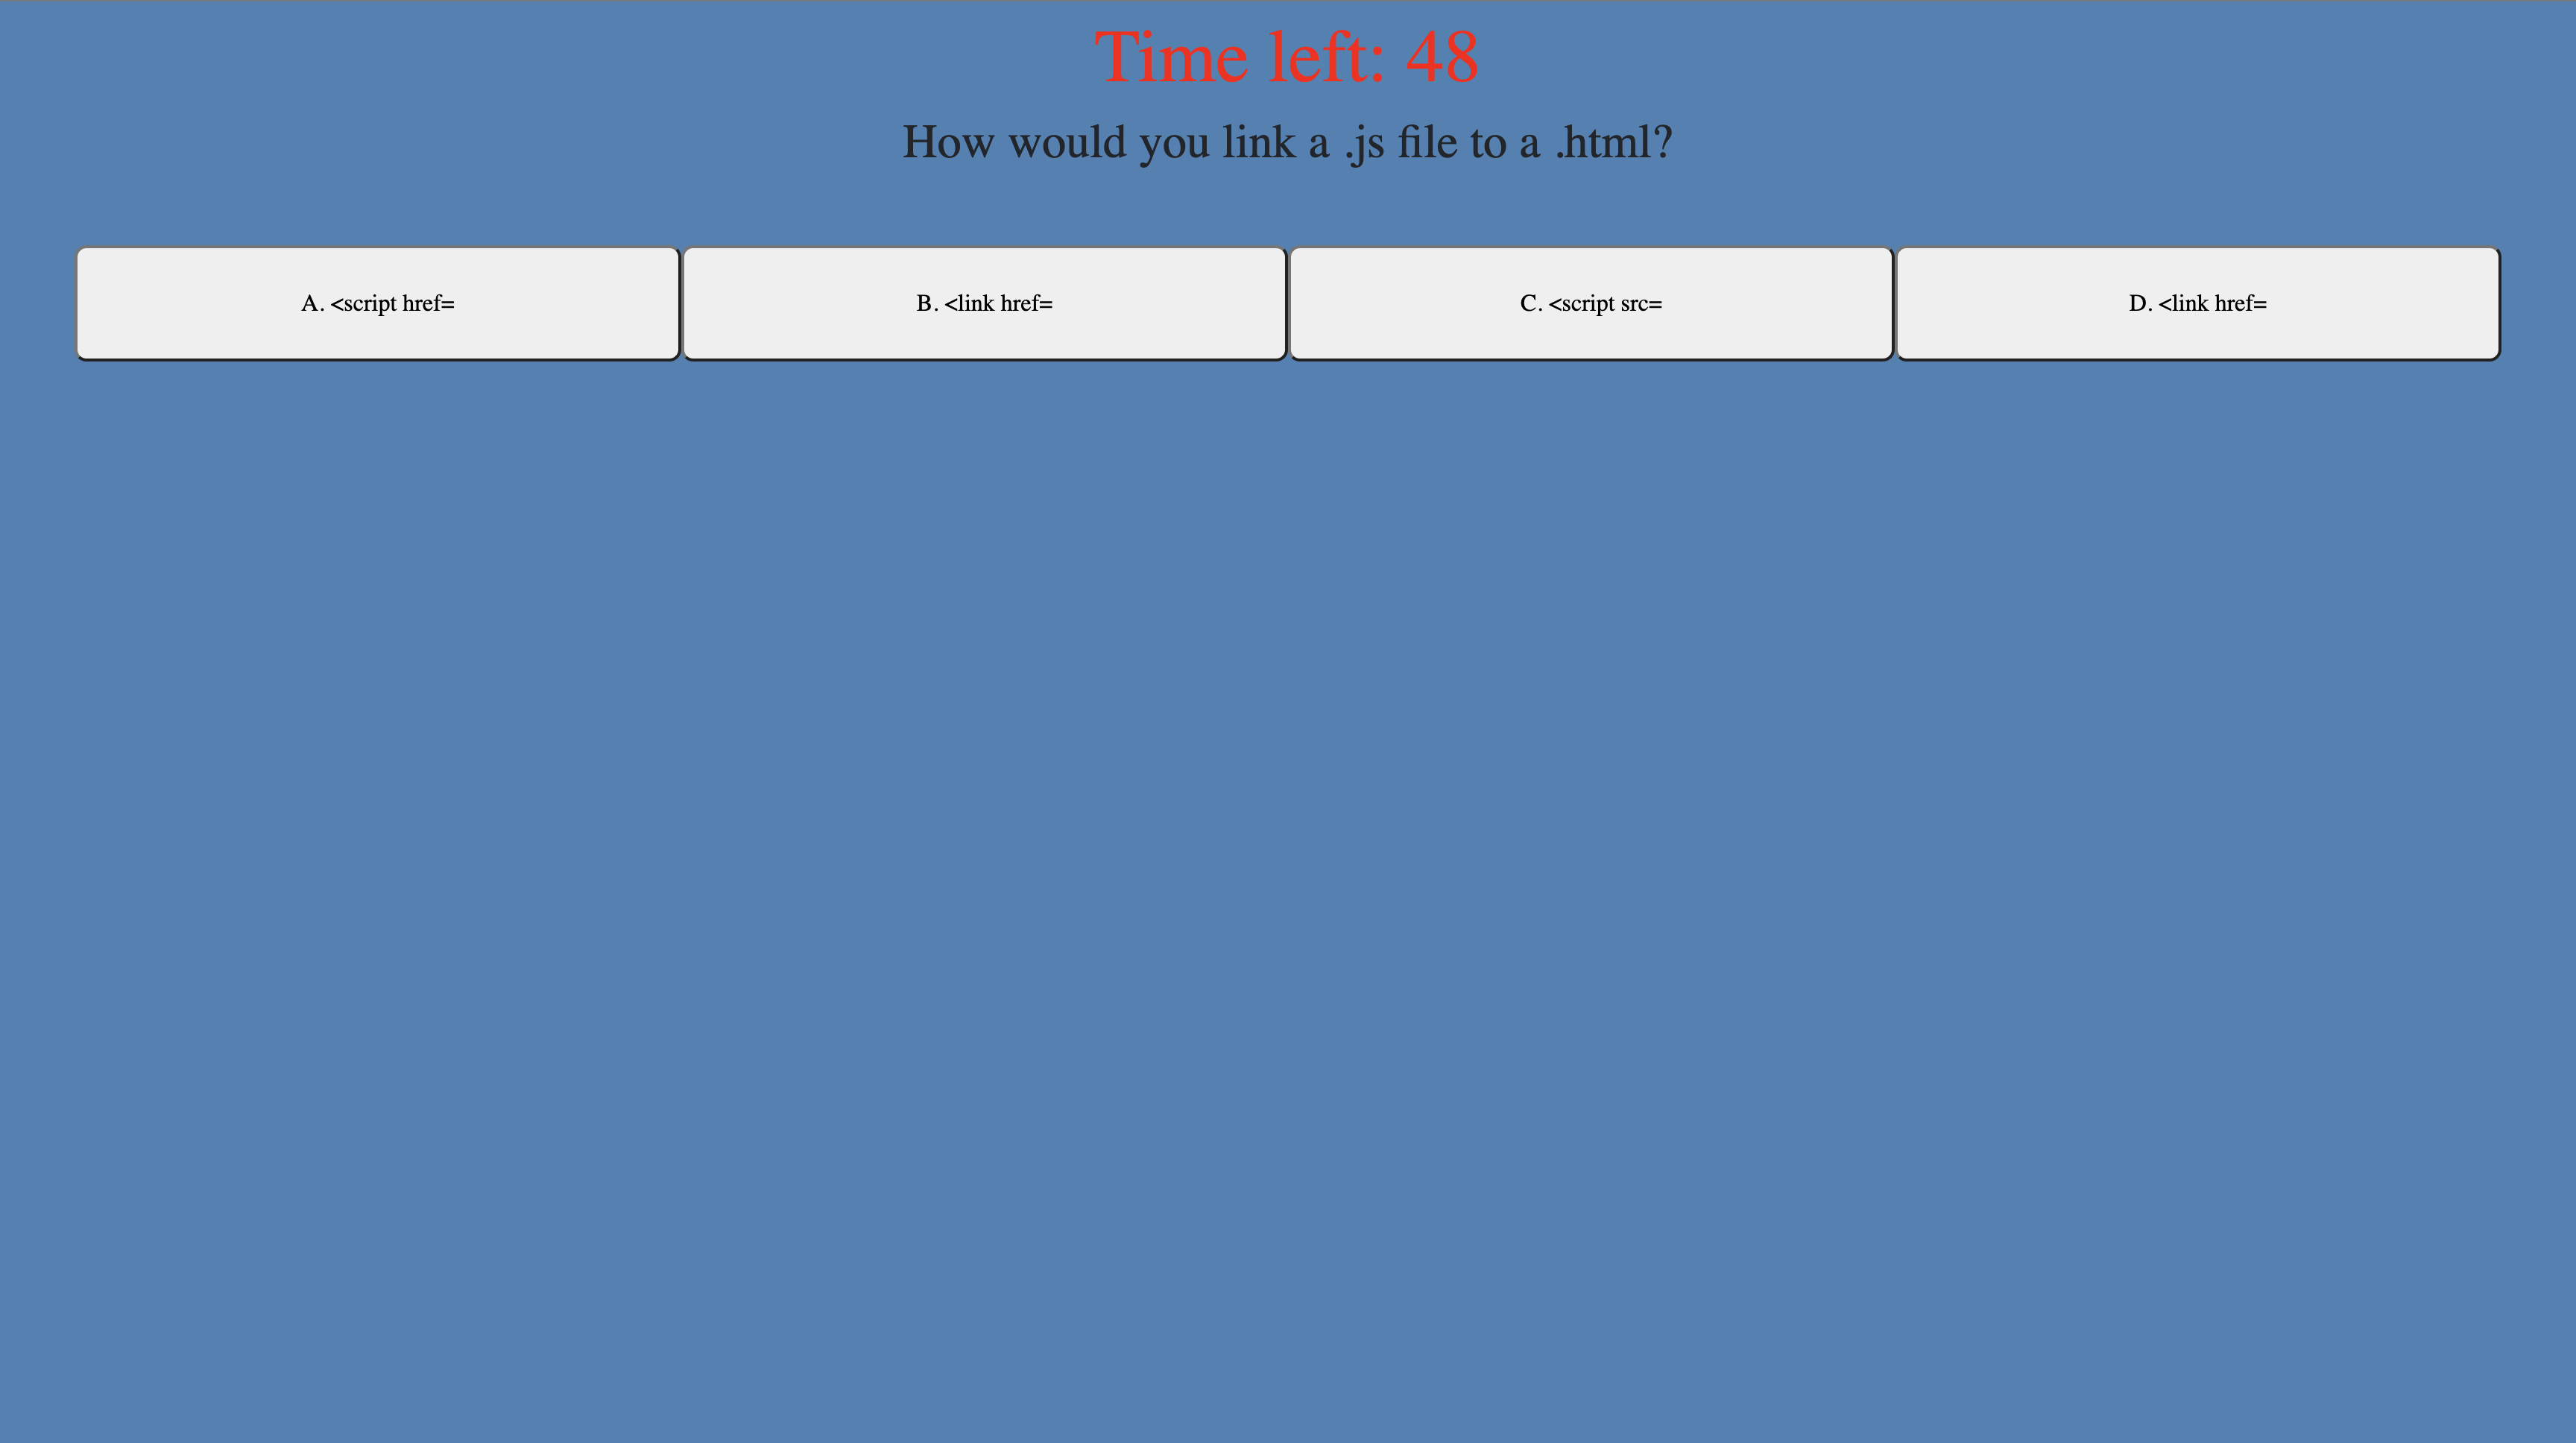 Time left: 48
How would you link a .js file to a .html?
A. <script href=
B. <link href=
C. <script src=
D. <link href=